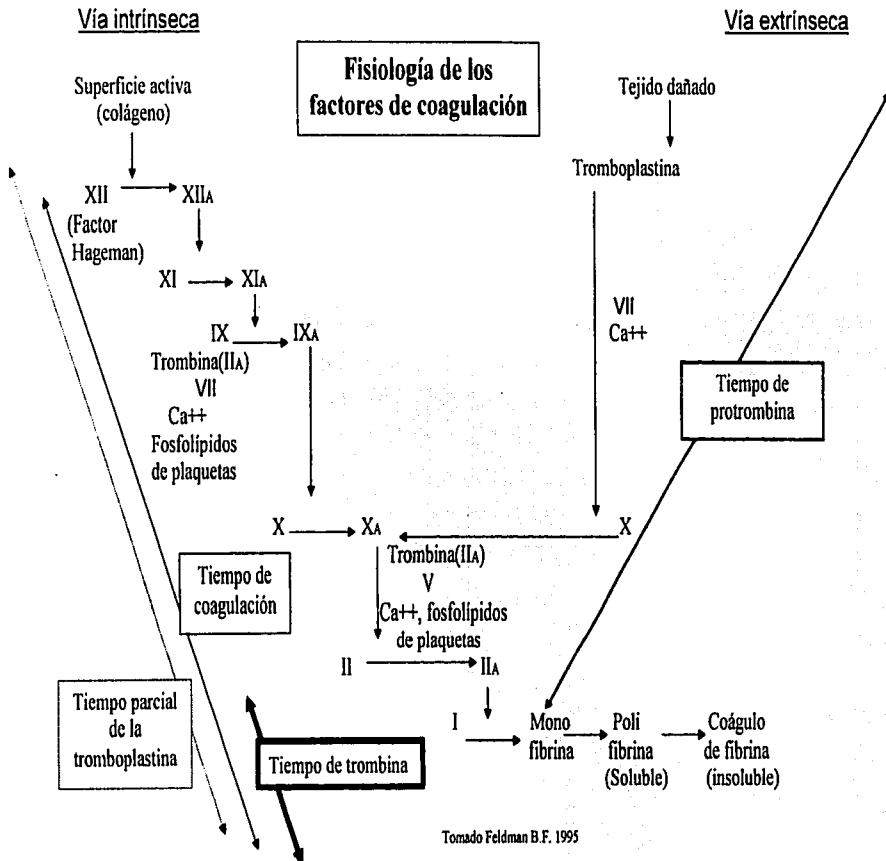 Vía intrínseca
Vía extrínseca
Fisiología de los
factores de coagulación
Superficie activa
(colágeno)
Tejido dañado
Tromboplastina
XII
XIIA
(Factor
Hageman)
XI
XIA
IX
IXA
Trombina(IIA)
VII
Ca++
Fosfolípidos
de plaquetas
VII
Ca++
Tiempo de
protrombina
X
XA
X
Trombina(IIA)
V
Ca++, fosfolípidos
de plaquetas
Tiempo de
coagulación
II
IIA
Tiempo parcial
de la
tromboplastina
Tiempo de trombina
I
Mono
fibrina
Poli
fibrina
(Soluble)
Coágulo
de fibrina
(insoluble)
Tomado Feldman B.F. 1995